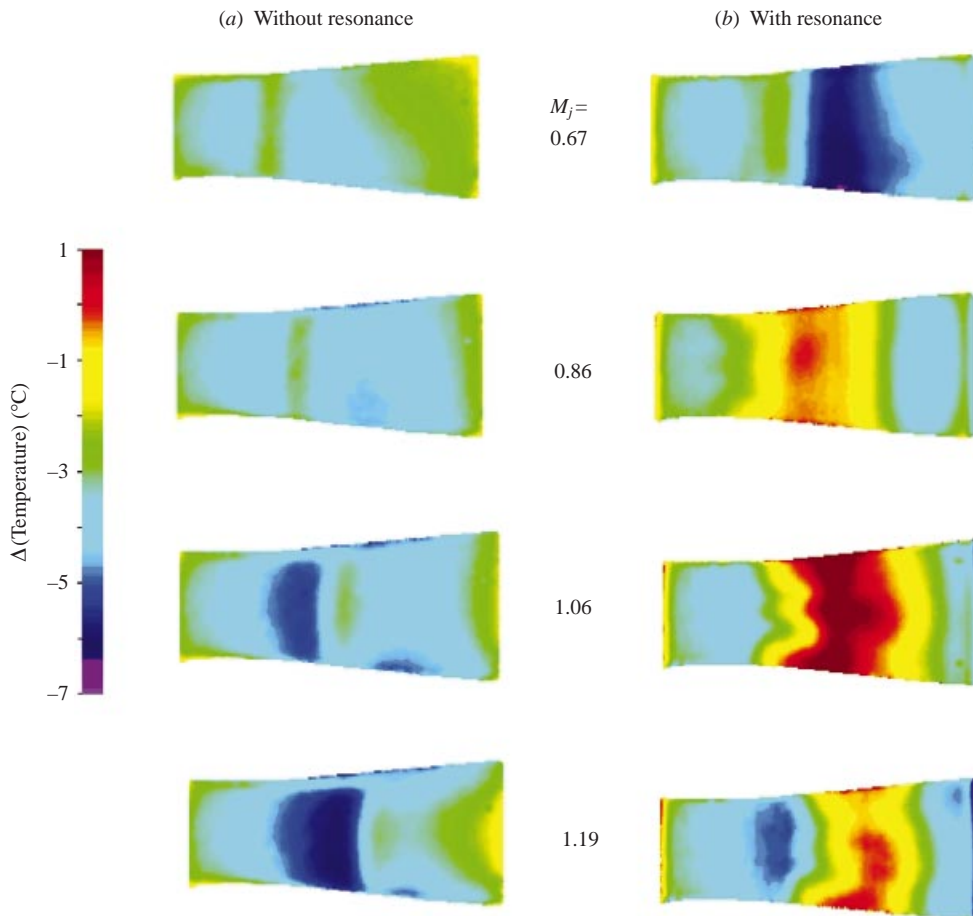 (a) Without resonance
(b) With resonance
M_j =
0.67
1
–1
–3
–5
–7
Δ(Temperature) (°C)
0.86
1.06
1.19